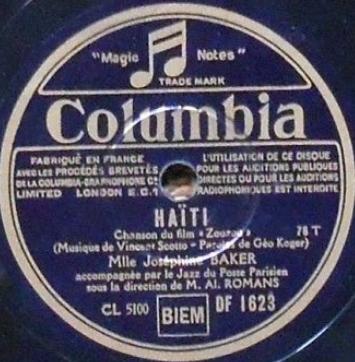 "Magic Notes"
TRADE MARK
Columbia
FABRIQUÉ EN FRANCE
AVEC LES PROCÉDÉS BREVETÉS
DE LA COLUMBIA-GRAPHOPHONE Cº
LIMITED LONDON E.C.1
L'UTILISATION DE CE DISQUE
POUR LES AUDITIONS PUBLIQUES
DIRECTES OU POUR LES AUDITIONS
RADIOPHONIQUES EST INTERDITE
HAÏTI
Chanson du film « Zouzou » 78 T
(Musique de Vincent Scotto - Paroles de Géo Koger)
Mlle Joséphine BAKER
accompagnée par le Jazz du Poste Parisien
sous la direction de M. Al. ROMANS
CL 5100 BIEM DF 1623